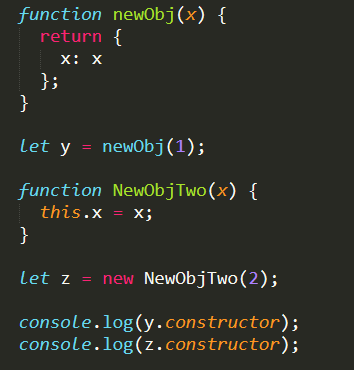 function newObj(x) {
  return {
    x: x
  };
}

let y = newObj(1);

function NewObjTwo(x) {
  this.x = x;
}

let z = new NewObjTwo(2);

console.log(y.constructor);
console.log(z.constructor);